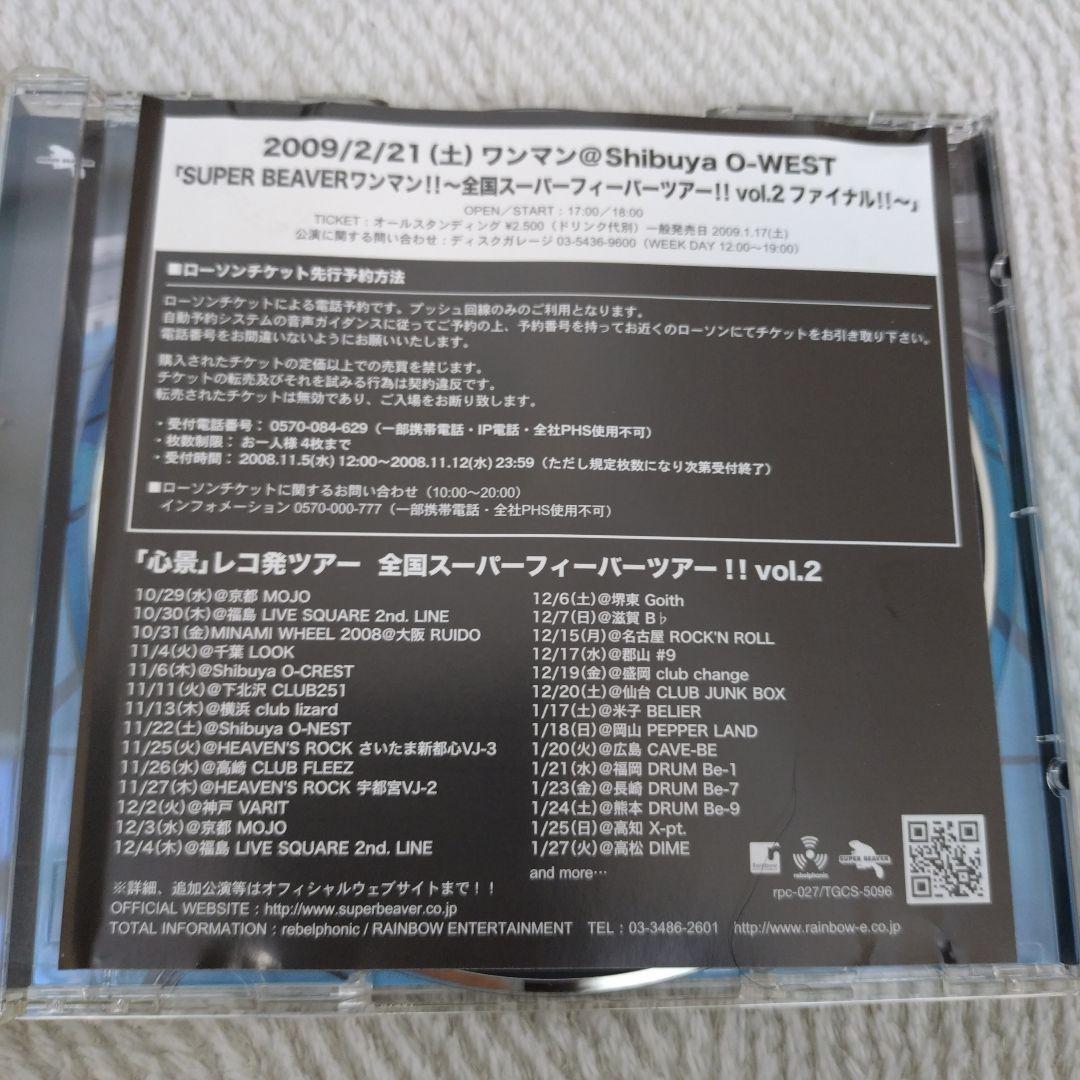 SUPER BEAVER
2009/2/21(土)ワンマン@Shibuya O-WEST
「SUPER BEAVERワンマン!!~全国スーパーフィーバーツアー!! vol.2 ファイナル!!~」
OPEN/START:17:00/18:00
TICKET:オールスタンディング ¥2.500(ドリンク代別)一般発売日 2009.1.17(土)
公演に関する問い合わせ:ディスクガレージ 03-5436-9600(WEEK DAY 12:00~19:00)
■ローソンチケット先行予約方法
ローソンチケットによる電話予約です。プッシュ回線のみのご利用となります。
自動予約システムの音声ガイダンスに従ってご予約の上、予約番号を持ってお近くのローソンにてチケットをお引き取り下さい。
電話番号をお間違いないようにお願いいたします。
購入されたチケットの定価以上での売買を禁じます。
チケットの転売及びそれを試みる行為は契約違反です。
転売されたチケットは無効であり、ご入場をお断り致します。
・受付電話番号: 0570-084-629(一部携帯電話・IP電話・全社PHS使用不可)
・枚数制限: お一人様 4枚まで
・受付時間: 2008.11.5(水) 12:00~2008.11.12(水) 23:59(ただし規定枚数になり次第受付終了)
■ローソンチケットに関するお問い合わせ(10:00~20:00)
インフォメーション 0570-000-777(一部携帯電話・全社PHS使用不可)
「心景」レコ発ツアー 全国スーパーフィーバーツアー!! vol.2
10/29(水)@京都 MOJO
10/30(木)@福島 LIVE SQUARE 2nd. LINE
10/31(金)MINAMI WHEEL 2008@大阪 RUIDO
11/4(火)@千葉 LOOK
11/6(木)@Shibuya O-CREST
11/11(火)@下北沢 CLUB251
11/13(木)@横浜 club lizard
11/22(土)@Shibuya O-NEST
11/25(火)@HEAVEN'S ROCK さいたま新都心VJ-3
11/26(水)@高崎 CLUB FLEEZ
11/27(木)@HEAVEN'S ROCK 宇都宮VJ-2
12/2(火)@神戸 VARIT
12/3(水)@京都 MOJO
12/4(木)@福島 LIVE SQUARE 2nd. LINE
12/6(土)@堺東 Goith
12/7(日)@滋賀 B♭
12/15(月)@名古屋 ROCK'N ROLL
12/17(水)@郡山 #9
12/19(金)@盛岡 club change
12/20(土)@仙台 CLUB JUNK BOX
1/17(土)@米子 BELIER
1/18(日)@岡山 PEPPER LAND
1/20(火)@広島 CAVE-BE
1/21(水)@福岡 DRUM Be-1
1/23(金)@長崎 DRUM Be-7
1/24(土)@熊本 DRUM Be-9
1/25(日)@高知 X-pt.
1/27(火)@高松 DIME
and more…
Rainbow
rebelphonic
SUPER BEAVER
rpc-027/TGCS-5096
※詳細、追加公演等はオフィシャルウェブサイトまで!!
OFFICIAL WEBSITE:http://www.superbeaver.co.jp
TOTAL INFORMATION:rebelphonic / RAINBOW ENTERTAINMENT TEL:03-3486-2601 http://www.rainbow-e.co.jp